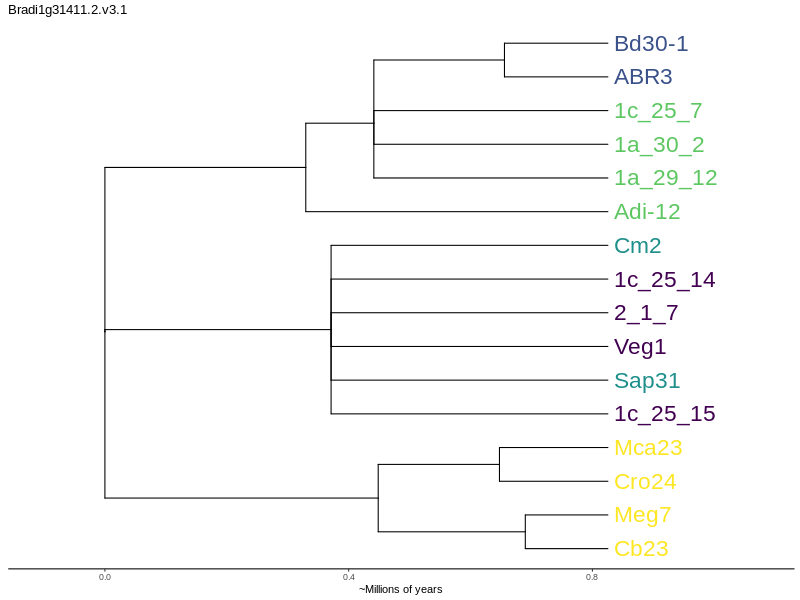 Bradi1g31411.2.v3.1
Bd30-1
ABR3
1c_25_7
1a_30_2
1a_29_12
Adi-12
Cm2
1c_25_14
2_1_7
Veg1
Sap31
1c_25_15
Mca23
Cro24
Meg7
Cb23
0.0 0.4 0.8
~Millions of years